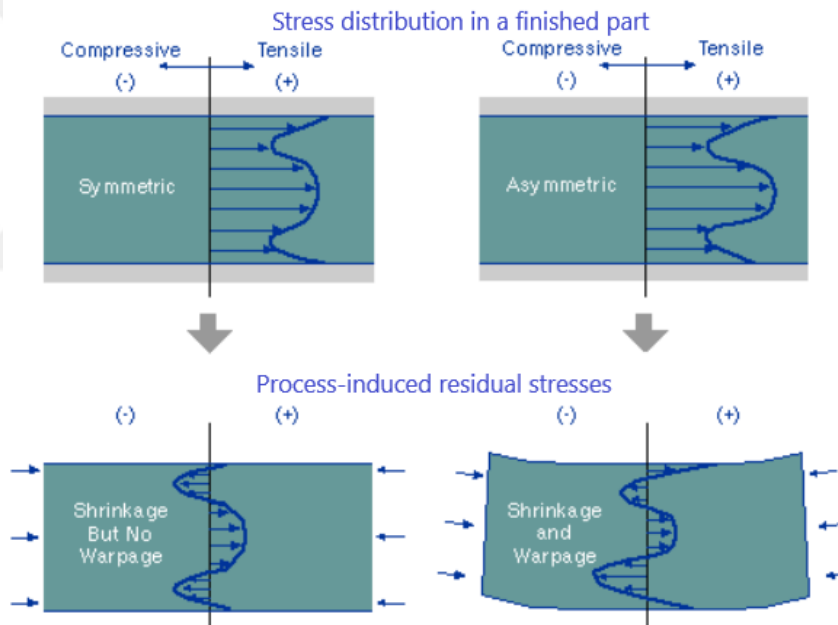 Stress distribution in a finished part
Compressive Tensile
(-) (+)
Compressive Tensile
(-) (+)
Symmetric
Asymmetric
Process-induced residual stresses
(-) (+)
(-) (+)
Shrinkage
But No
Warpage
Shrinkage
and
Warpage